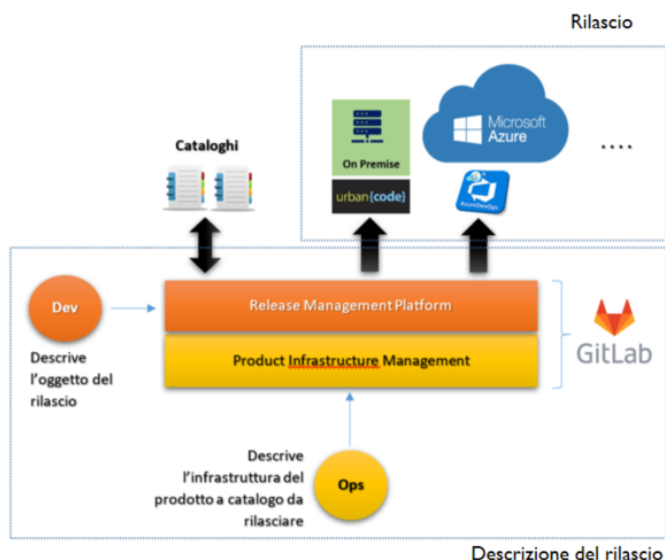 Rilascio
Cataloghi
On Premise
urban{code}
Microsoft
Azure
AzureDevOps
....
Dev
Descrive
l'oggetto del
rilascio
Release Management Platform
Product Infrastructure Management
GitLab
Descrive
l'infrastruttura del
prodotto a catalogo da
rilasciare
Ops
Descrizione del rilascio